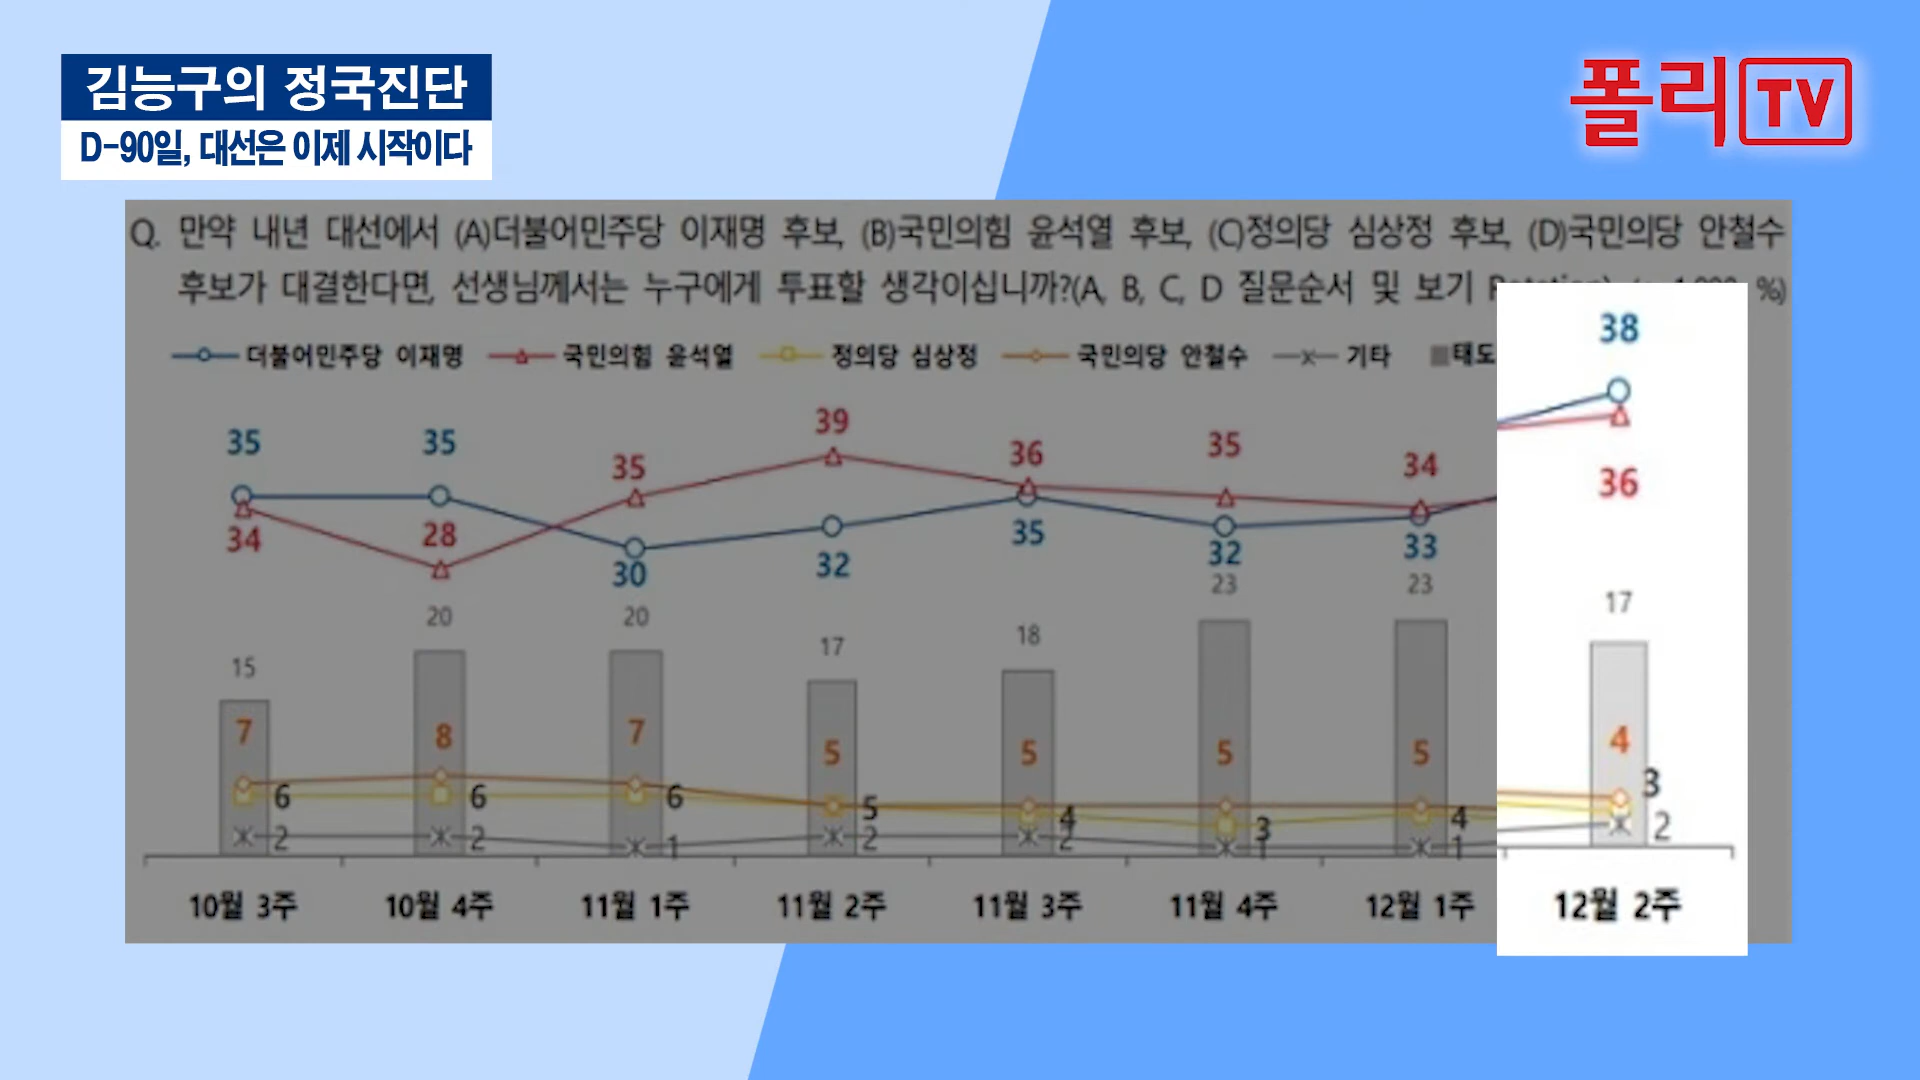 김능구의 정국진단
D-90일, 대선은 이제 시작이다
폴리TV
Q. 만약 내년 대선에서 (A)더불어민주당 이재명 후보, (B)국민의힘 윤석열 후보, (C)정의당 심상정 후보, (D)국민의당 안철수
후보가 대결한다면, 선생님께서는 누구에게 투표할 생각이십니까?(A, B, C, D 질문순서 및 보기 %)
더불어민주당 이재명 국민의힘 윤석열 정의당 심상정 국민의당 안철수 기타 태도
35 35 35 39 36 35 34 38
34 28 30 32 35 32 33 36
15 20 20 17 18 23 23 17
7 8 7 5 5 5 5 4
6 6 6 5 4 3 4 3
2 2 1 2 2 1 1 2
10월 3주 10월 4주 11월 1주 11월 2주 11월 3주 11월 4주 12월 1주 12월 2주